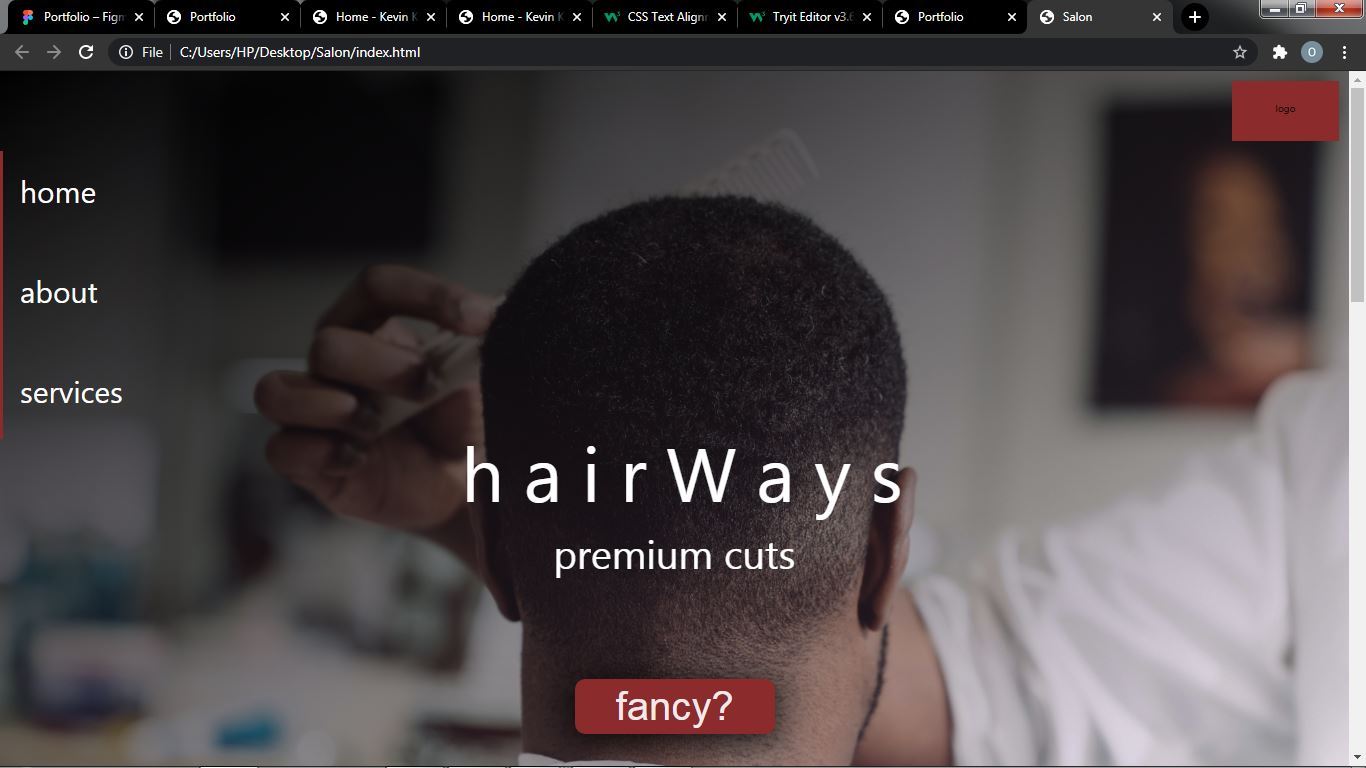 Portfolio – Figm
Portfolio
Home - Kevin K
Home - Kevin K
CSS Text Alignm
Tryit Editor v3.6
Portfolio
Salon
File
C:/Users/HP/Desktop/Salon/index.html
O
logo
home
about
services
hairWays
premium cuts
fancy?